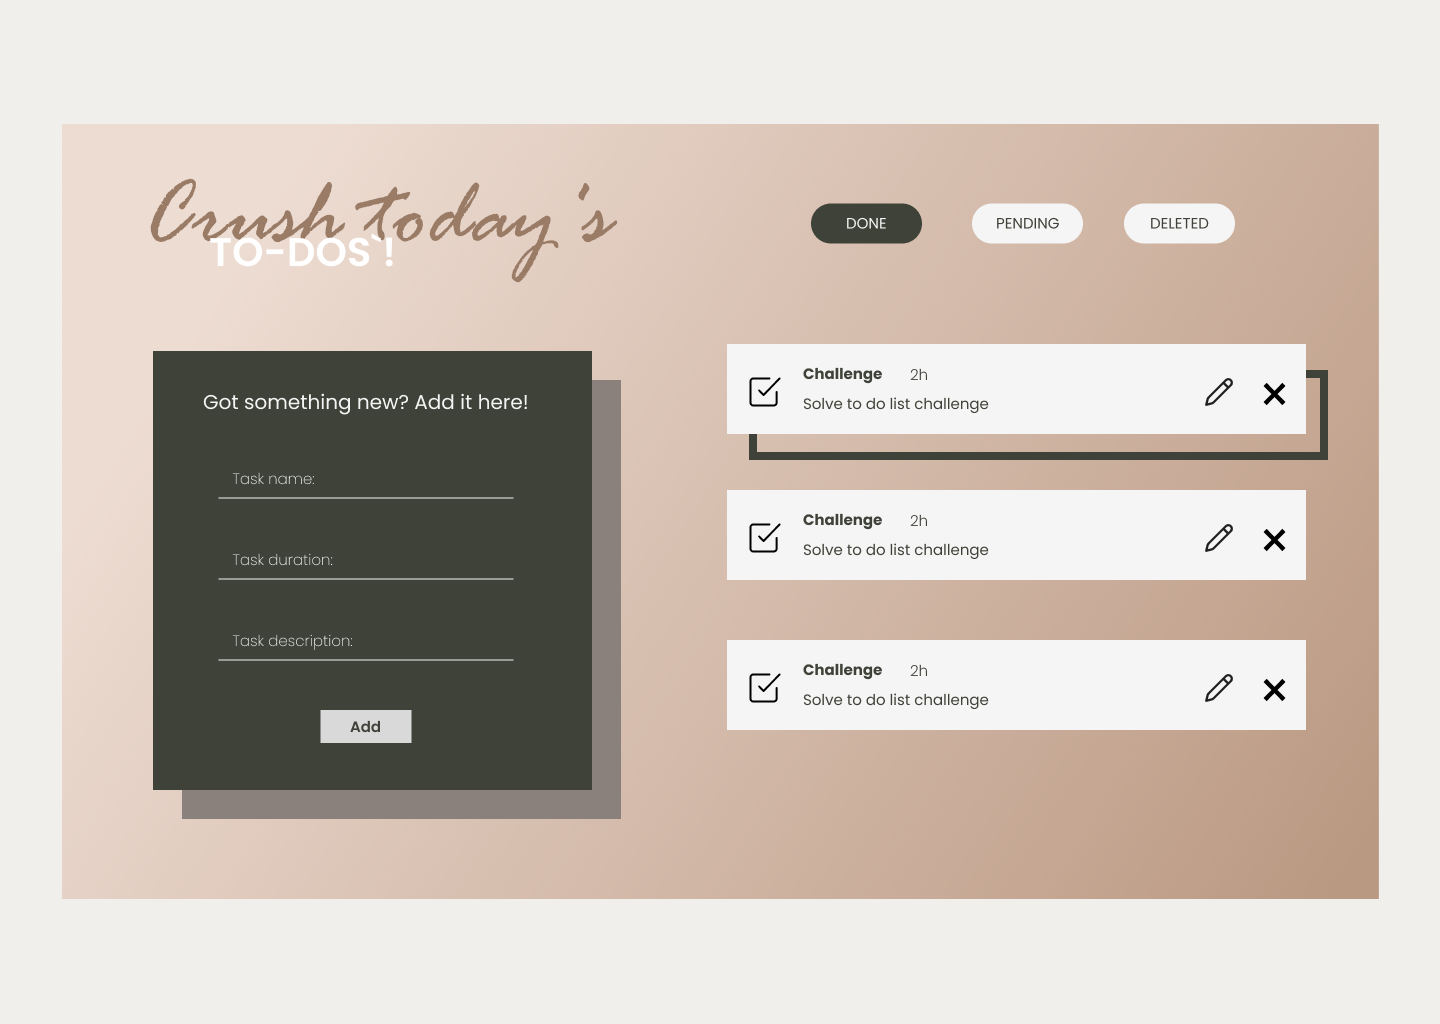 Crush today's
TO-DOS`!
DONE
PENDING
DELETED
Got something new? Add it here!
Task name:
Task duration:
Task description:
Add
Challenge 2h
Solve to do list challenge
Challenge 2h
Solve to do list challenge
Challenge 2h
Solve to do list challenge